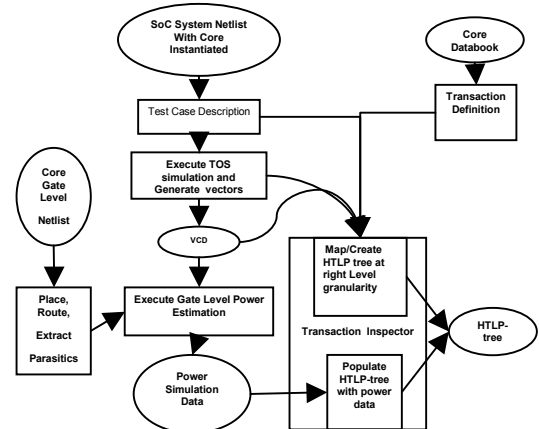 SoC System Netlist
With Core
Instantiated
Core
Databook
Test Case Description
Transaction
Definition
Execute TOS
simulation and
Generate vectors
Core
Gate Level
Netlist
VCD
Map/Create
HTLP tree at
right Level
granularity
Place,
Route,
Extract
Parasitics
Execute Gate Level Power
Estimation
Transaction Inspector
HTLP-
tree
Power
Simulation
Data
Populate
HTLP-tree
with power
data